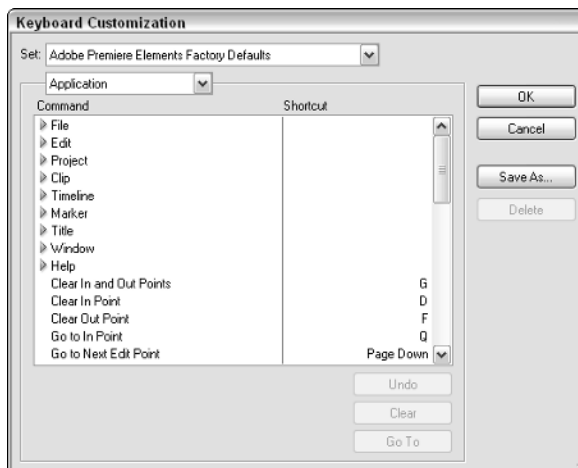 Keyboard Customization
Set: Adobe Premiere Elements Factory Defaults
Application
Command Shortcut
File
Edit
Project
Clip
Timeline
Marker
Title
Window
Help
Clear In and Out Points G
Clear In Point D
Clear Out Point F
Go to In Point Q
Go to Next Edit Point Page Down
OK
Cancel
Save As...
Delete
Undo
Clear
Go To